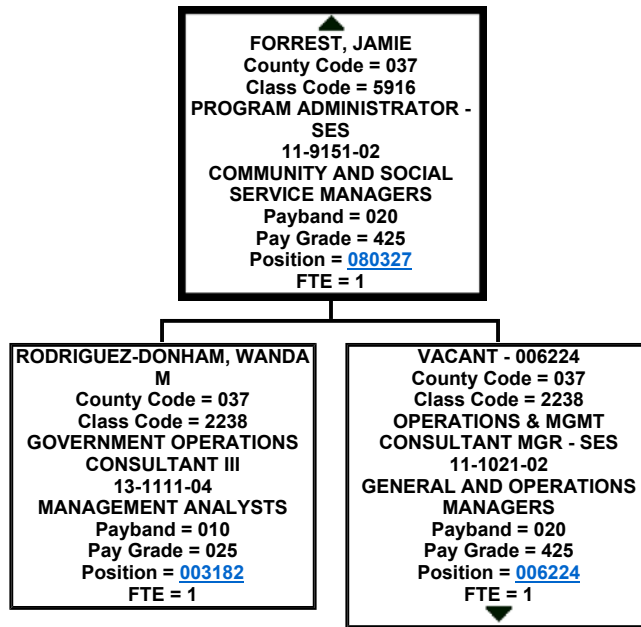 FORREST, JAMIE
County Code = 037
Class Code = 5916
PROGRAM ADMINISTRATOR -
SES
11-9151-02
COMMUNITY AND SOCIAL
SERVICE MANAGERS
Payband = 020
Pay Grade = 425
Position = 080327
FTE = 1
RODRIGUEZ-DONHAM, WANDA
M
County Code = 037
Class Code = 2238
GOVERNMENT OPERATIONS
CONSULTANT III
13-1111-04
MANAGEMENT ANALYSTS
Payband = 010
Pay Grade = 025
Position = 003182
FTE = 1
VACANT - 006224
County Code = 037
Class Code = 2238
OPERATIONS & MGMT
CONSULTANT MGR - SES
11-1021-02
GENERAL AND OPERATIONS
MANAGERS
Payband = 020
Pay Grade = 425
Position = 006224
FTE = 1